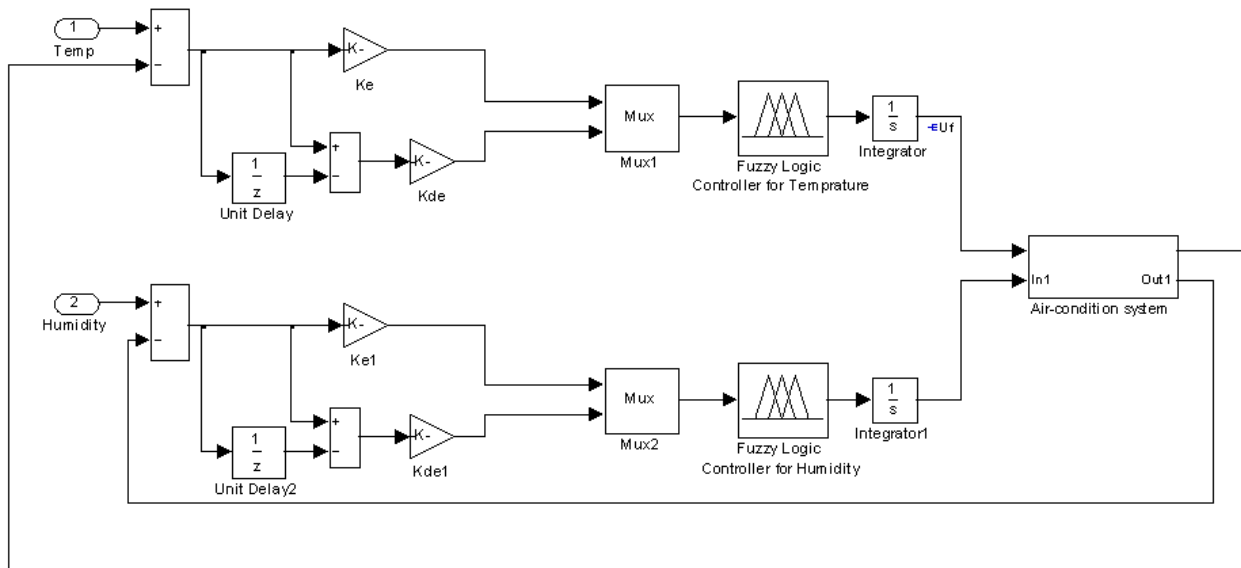 1
Temp
+
−
K-
Ke
+
−
1
z
Unit Delay
K-
Kde
Mux
Mux1
Fuzzy Logic
Controller for Temprature
1
s
Integrator
Uf
2
Humidity
+
−
K-
Ke1
+
−
1
z
Unit Delay2
K-
Kde1
Mux
Mux2
Fuzzy Logic
Controller for Humidity
1
s
Integrator1
In1
Out1
Air-condition system